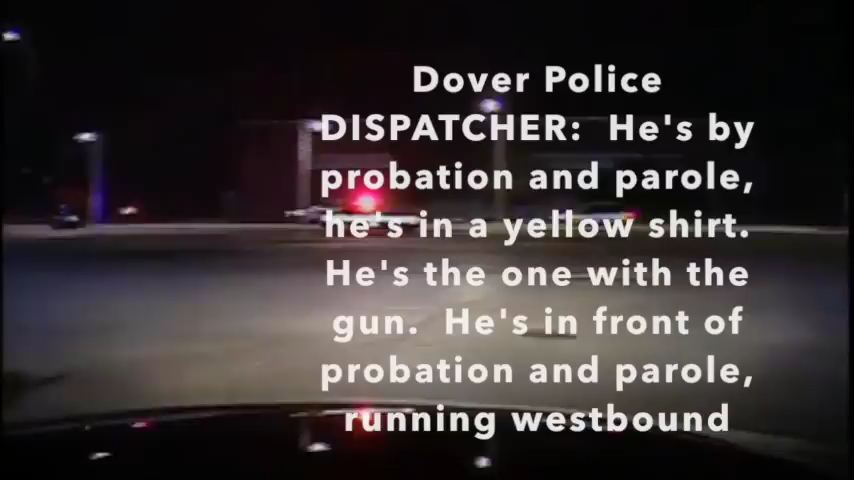 Dover Police
DISPATCHER: He's by
probation and parole,
he's in a yellow shirt.
He's the one with the
gun. He's in front of
probation and parole,
running westbound